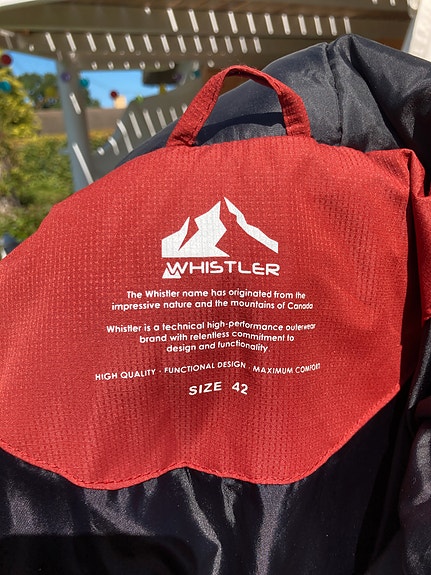 WHISTLER
The Whistler name has originated from the
impressive nature and the mountains of Canada
Whistler is a technical high-performance outerwear
brand with relentless commitment to
design and functionality.
HIGH QUALITY · FUNCTIONAL DESIGN · MAXIMUM COMFORT
SIZE 42